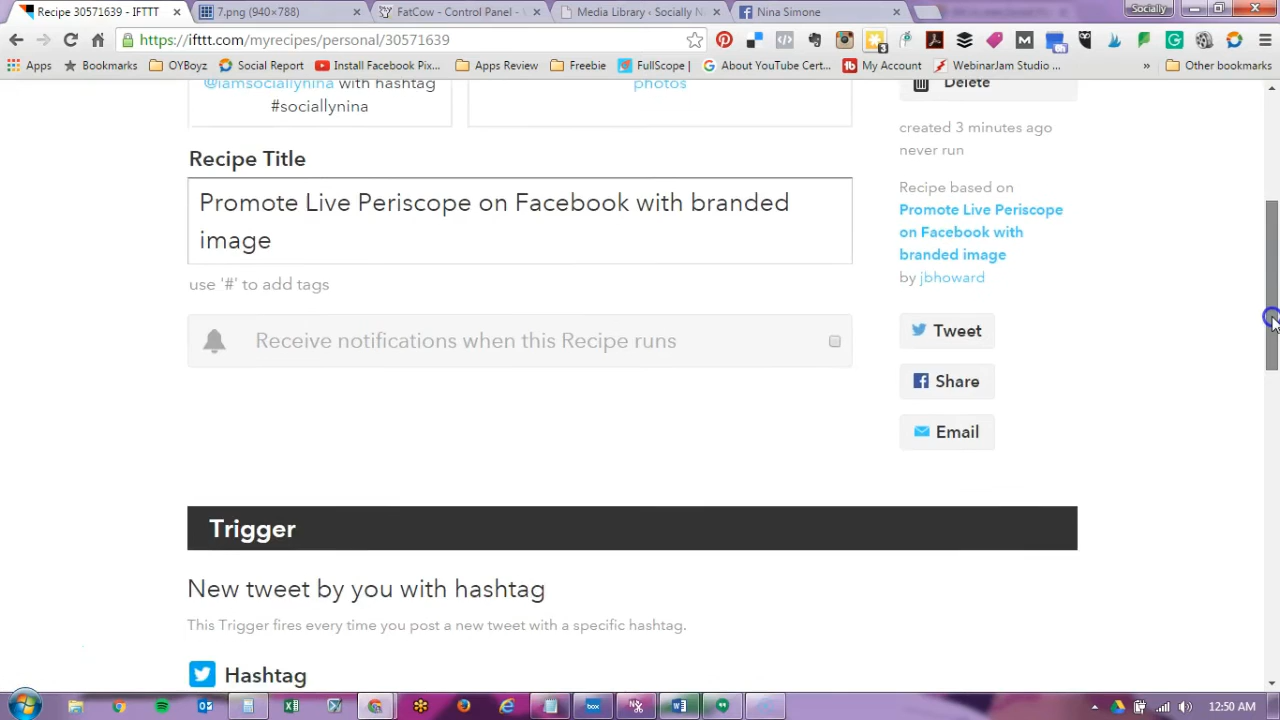 Recipe 30571639 - IFTTT
7.png (940×588)
FatCow - Control Panel -
Media Library ‹ Socially N
Nina Simone
Socially
https://ifttt.com/myrecipes/personal/30571639
Apps
Bookmarks
OYBoyz
Social Report
Install Facebook Pix...
Apps Review
Freebie
FullScope |
About YouTube Cert...
My Account
WebinarJam Studio ...
»
Other bookmarks
@iamsociallynina with hashtag
#sociallynina
photos
Delete
created 3 minutes ago
never run
Recipe Title
Promote Live Periscope on Facebook with branded
image
use '#' to add tags
Recipe based on
Promote Live Periscope
on Facebook with
branded image
by jbhoward
Receive notifications when this Recipe runs
Tweet
Share
Email
Trigger
New tweet by you with hashtag
This Trigger fires every time you post a new tweet with a specific hashtag.
Hashtag
12:50 AM